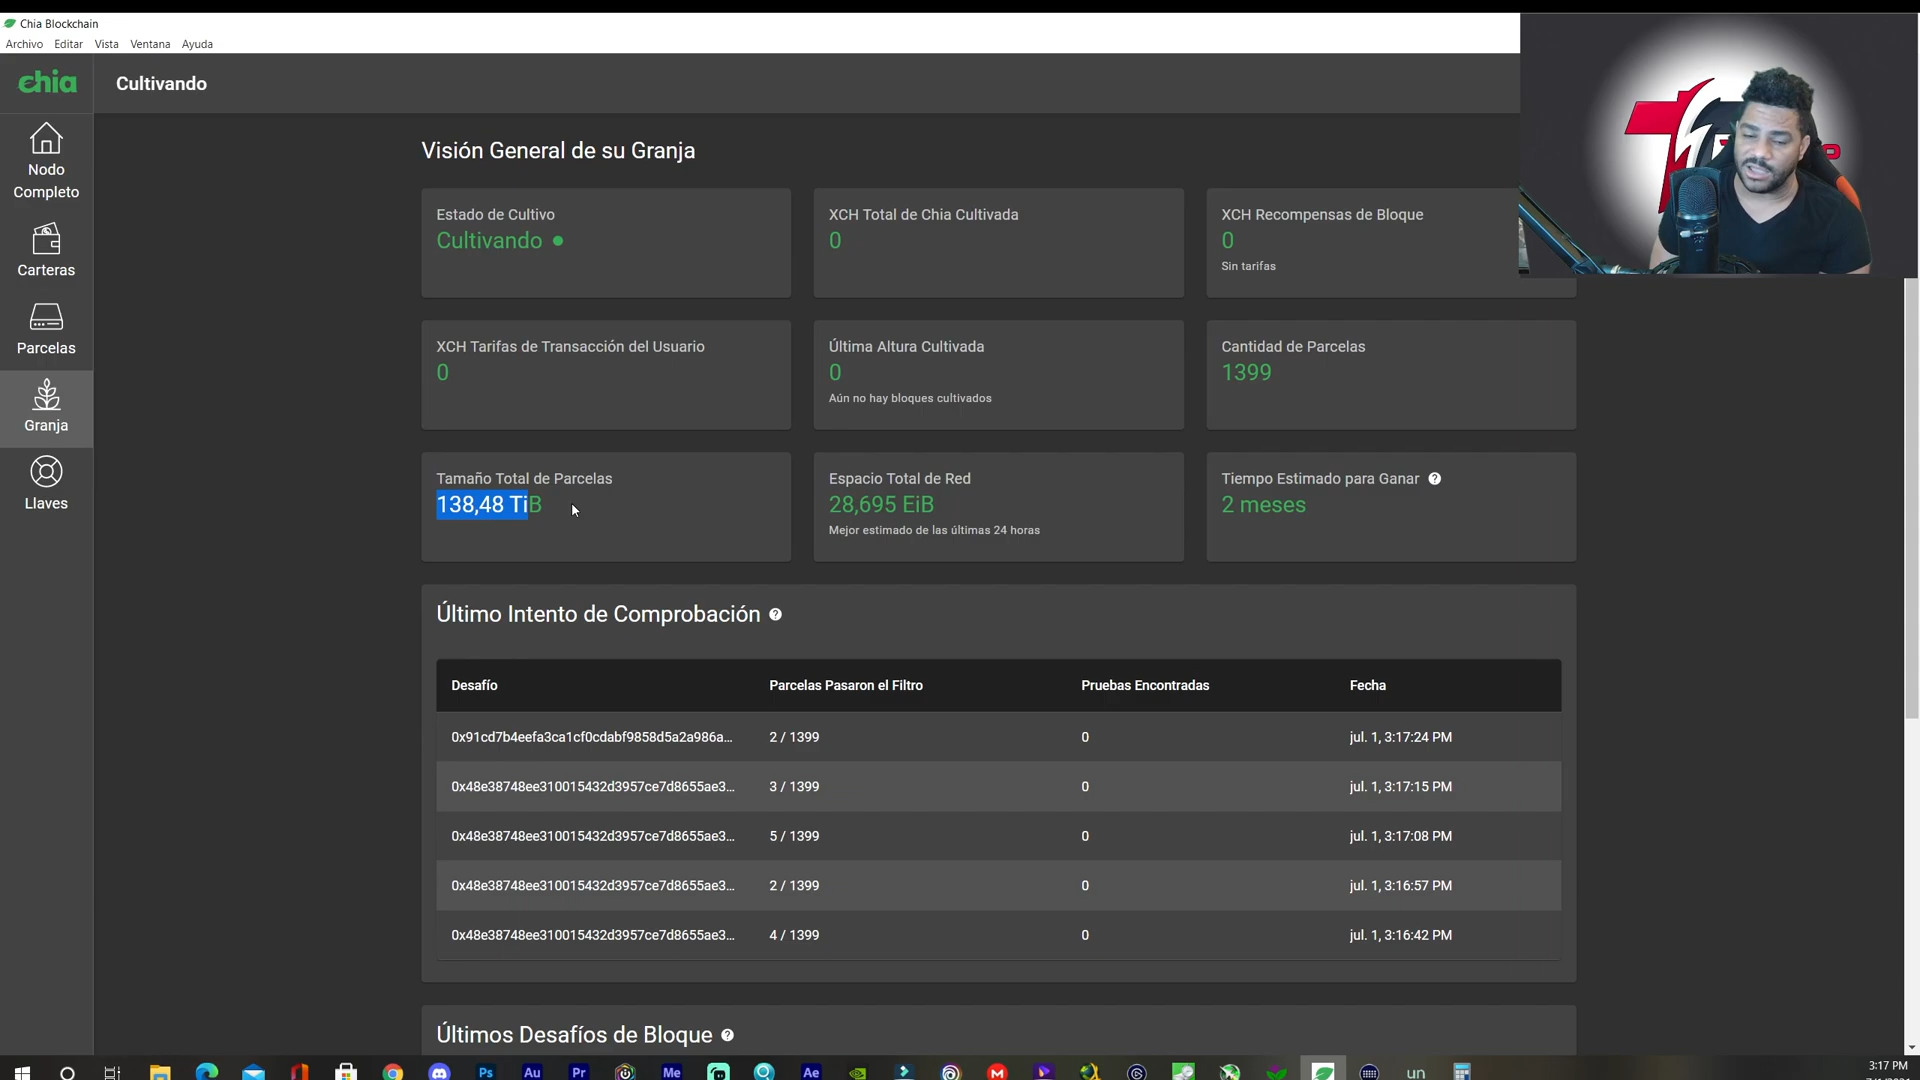 Chia Blockchain
Archivo Editar Vista Ventana Ayuda
chia
Cultivando
Nodo
Completo
Carteras
Parcelas
Granja
Llaves
Visión General de su Granja
Estado de Cultivo
Cultivando
XCH Total de Chia Cultivada
0
XCH Recompensas de Bloque
0
Sin tarifas
XCH Tarifas de Transacción del Usuario
0
Última Altura Cultivada
0
Aún no hay bloques cultivados
Cantidad de Parcelas
1399
Tamaño Total de Parcelas
138,48 TiB
Espacio Total de Red
28,695 EiB
Mejor estimado de las últimas 24 horas
Tiempo Estimado para Ganar ?
2 meses
Último Intento de Comprobación ?
Desafío Parcelas Pasaron el Filtro Pruebas Encontradas Fecha
0x91cd7b4eefa3ca1cf0cdabf9858d5a2a986a... 2 / 1399 0 jul. 1, 3:17:24 PM
0x48e38748ee310015432d3957ce7d8655ae3... 3 / 1399 0 jul. 1, 3:17:15 PM
0x48e38748ee310015432d3957ce7d8655ae3... 5 / 1399 0 jul. 1, 3:17:08 PM
0x48e38748ee310015432d3957ce7d8655ae3... 2 / 1399 0 jul. 1, 3:16:57 PM
0x48e38748ee310015432d3957ce7d8655ae3... 4 / 1399 0 jul. 1, 3:16:42 PM
Últimos Desafíos de Bloque ?
Ps Au Pr Me Ae un
3:17 PM